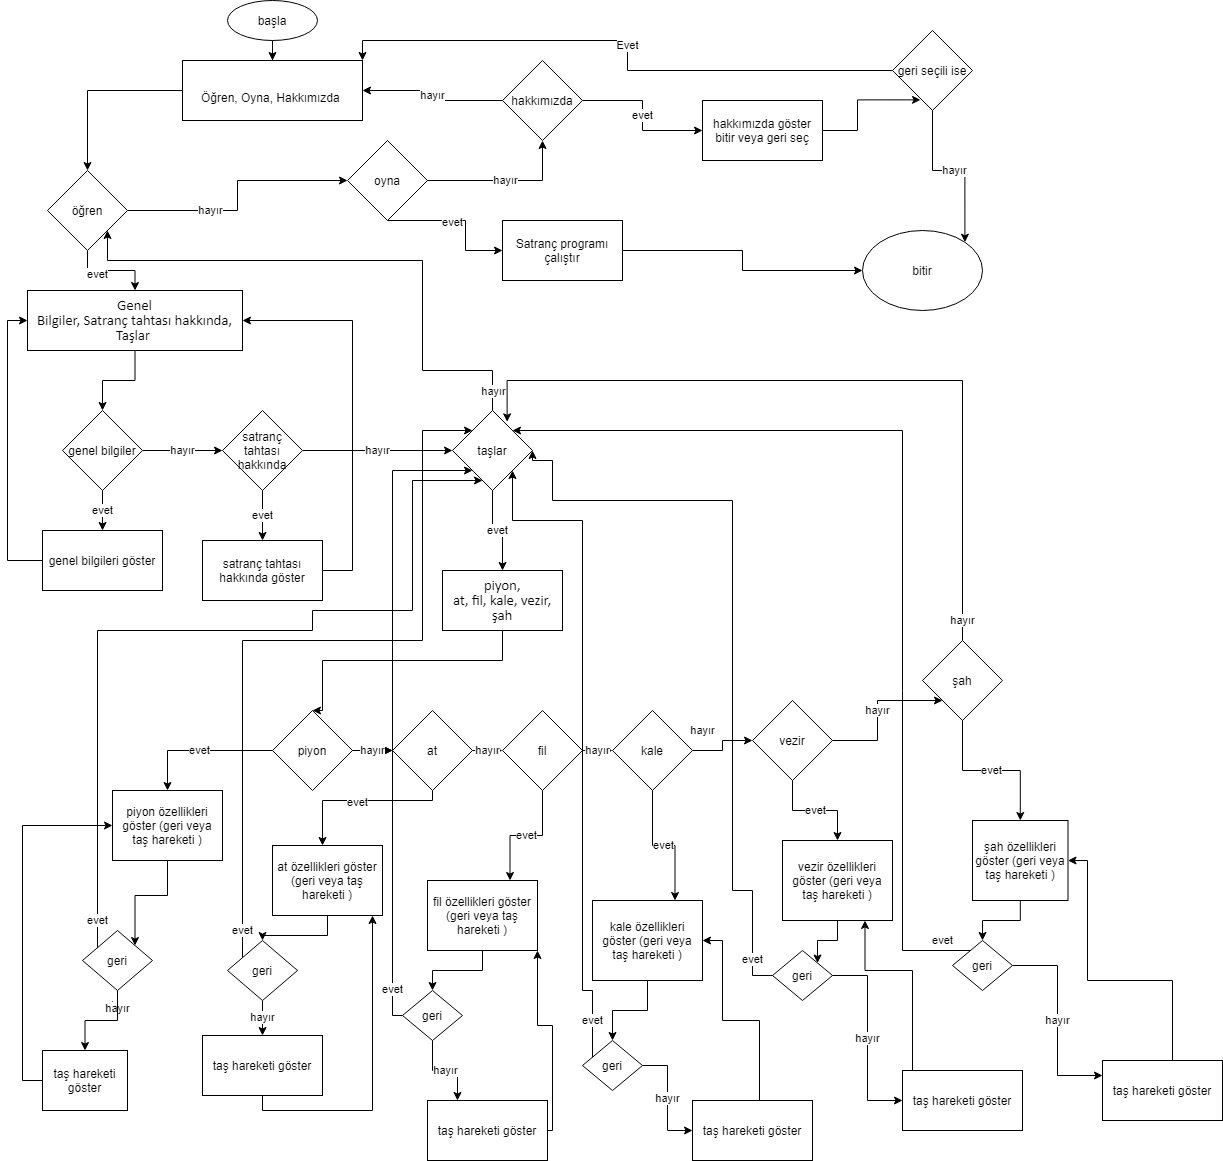 başla
Öğren, Oyna, Hakkımızda
hayır
hakkımızda
evet
hakkımızda göster
bitir veya geri seç
Evet
geri seçili ise
hayır
öğren
hayır
oyna
hayır
evet
Satranç programı
çalıştır
bitir
evet
Genel
Bilgiler, Satranç tahtası hakkında,
Taşlar
genel bilgiler
hayır
satranç
tahtası
hakkında
hayır
taşlar
hayır
evet
genel bilgileri göster
evet
satranç tahtası
hakkında göster
evet
piyon,
at, fil, kale, vezir,
şah
hayır
şah
evet
piyon
hayır
at
hayır
fil
hayır
kale
hayır
vezir
hayır
evet
piyon özellikleri
göster (geri veya
taş hareketi )
evet
at özellikleri göster
(geri veya taş
hareketi )
evet
fil özellikleri göster
(geri veya taş
hareketi )
evet
kale özellikleri
göster (geri veya
taş hareketi )
evet
vezir özellikleri
göster (geri veya
taş hareketi )
şah özellikleri
göster (geri veya
taş hareketi )
evet
geri
hayır
taş hareketi
göster
evet
geri
hayır
taş hareketi göster
evet
geri
hayır
taş hareketi göster
evet
geri
hayır
taş hareketi göster
evet
geri
hayır
taş hareketi göster
evet
geri
hayır
taş hareketi göster